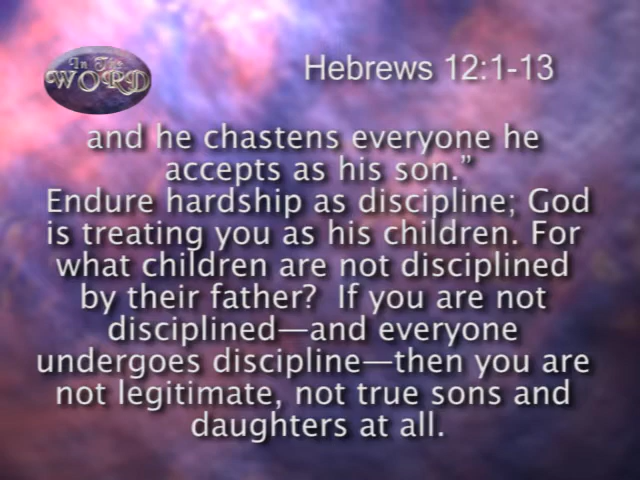 In The
WORD
Hebrews 12:1-13
and he chastens everyone he
accepts as his son.”
Endure hardship as discipline; God
is treating you as his children. For
what children are not disciplined
by their father?  If you are not
disciplined—and everyone
undergoes discipline—then you are
not legitimate, not true sons and
daughters at all.